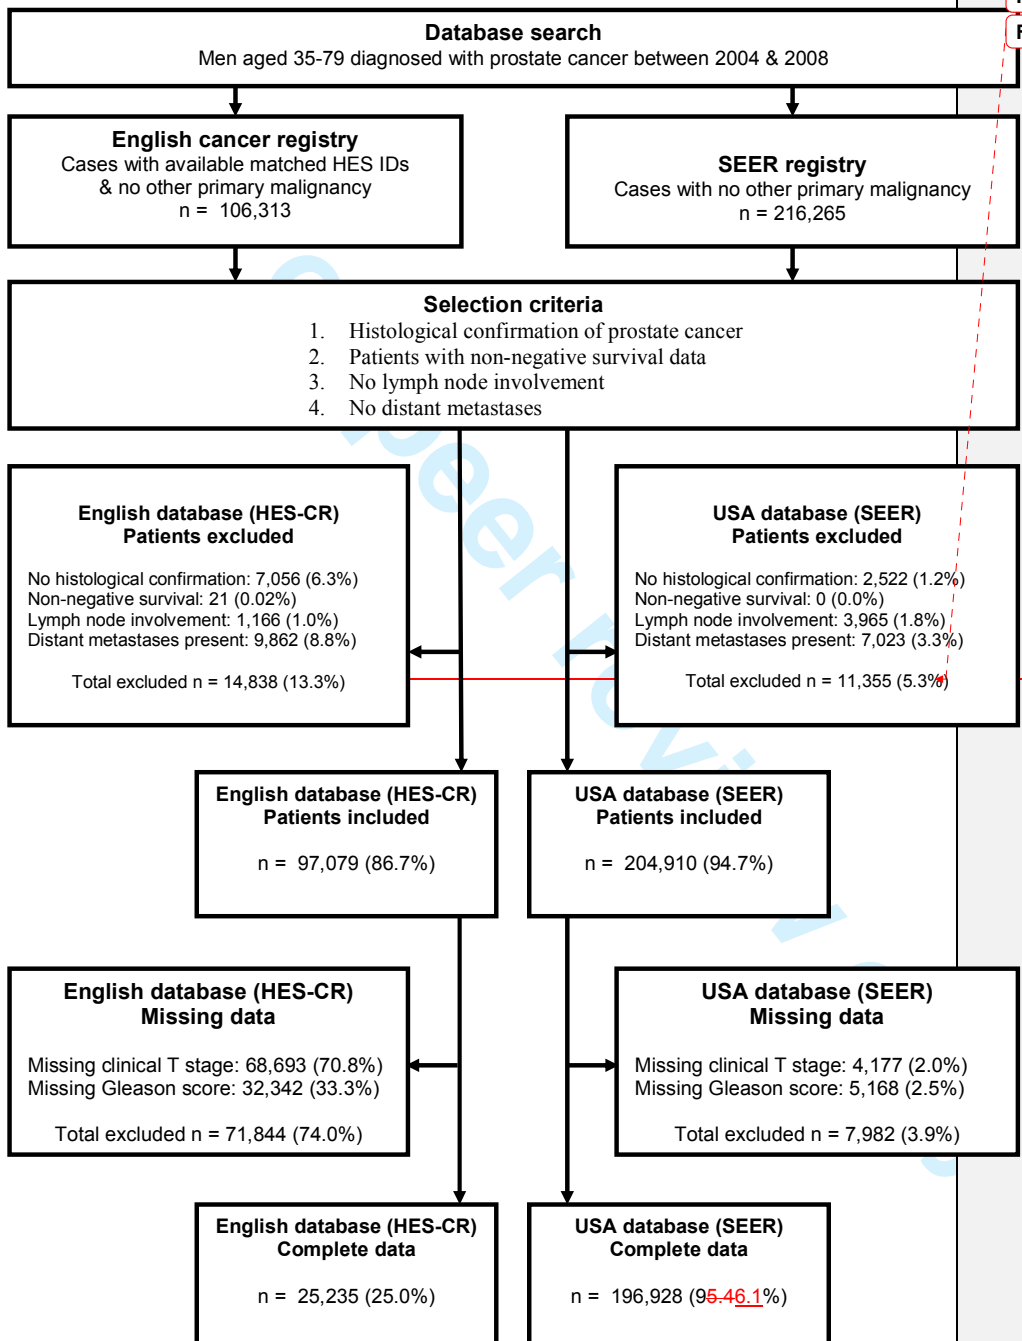 Database search
Men aged 35-79 diagnosed with prostate cancer between 2004 & 2008
F
English cancer registry
Cases with available matched HES IDs
& no other primary malignancy
n = 106,313
SEER registry
Cases with no other primary malignancy
n = 216,265
Selection criteria
1. Histological confirmation of prostate cancer
2. Patients with non-negative survival data
3. No lymph node involvement
4. No distant metastases
English database (HES-CR)
Patients excluded
No histological confirmation: 7,056 (6.3%)
Non-negative survival: 21 (0.02%)
Lymph node involvement: 1,166 (1.0%)
Distant metastases present: 9,862 (8.8%)
Total excluded n = 14,838 (13.3%)
USA database (SEER)
Patients excluded
No histological confirmation: 2,522 (1.2%)
Non-negative survival: 0 (0.0%)
Lymph node involvement: 3,965 (1.8%)
Distant metastases present: 7,023 (3.3%)
Total excluded n = 11,355 (5.3%)
English database (HES-CR)
Patients included
n = 97,079 (86.7%)
USA database (SEER)
Patients included
n = 204,910 (94.7%)
English database (HES-CR)
Missing data
Missing clinical T stage: 68,693 (70.8%)
Missing Gleason score: 32,342 (33.3%)
Total excluded n = 71,844 (74.0%)
USA database (SEER)
Missing data
Missing clinical T stage: 4,177 (2.0%)
Missing Gleason score: 5,168 (2.5%)
Total excluded n = 7,982 (3.9%)
English database (HES-CR)
Complete data
n = 25,235 (25.0%)
USA database (SEER)
Complete data
n = 196,928 (95.46.1%)
peer review